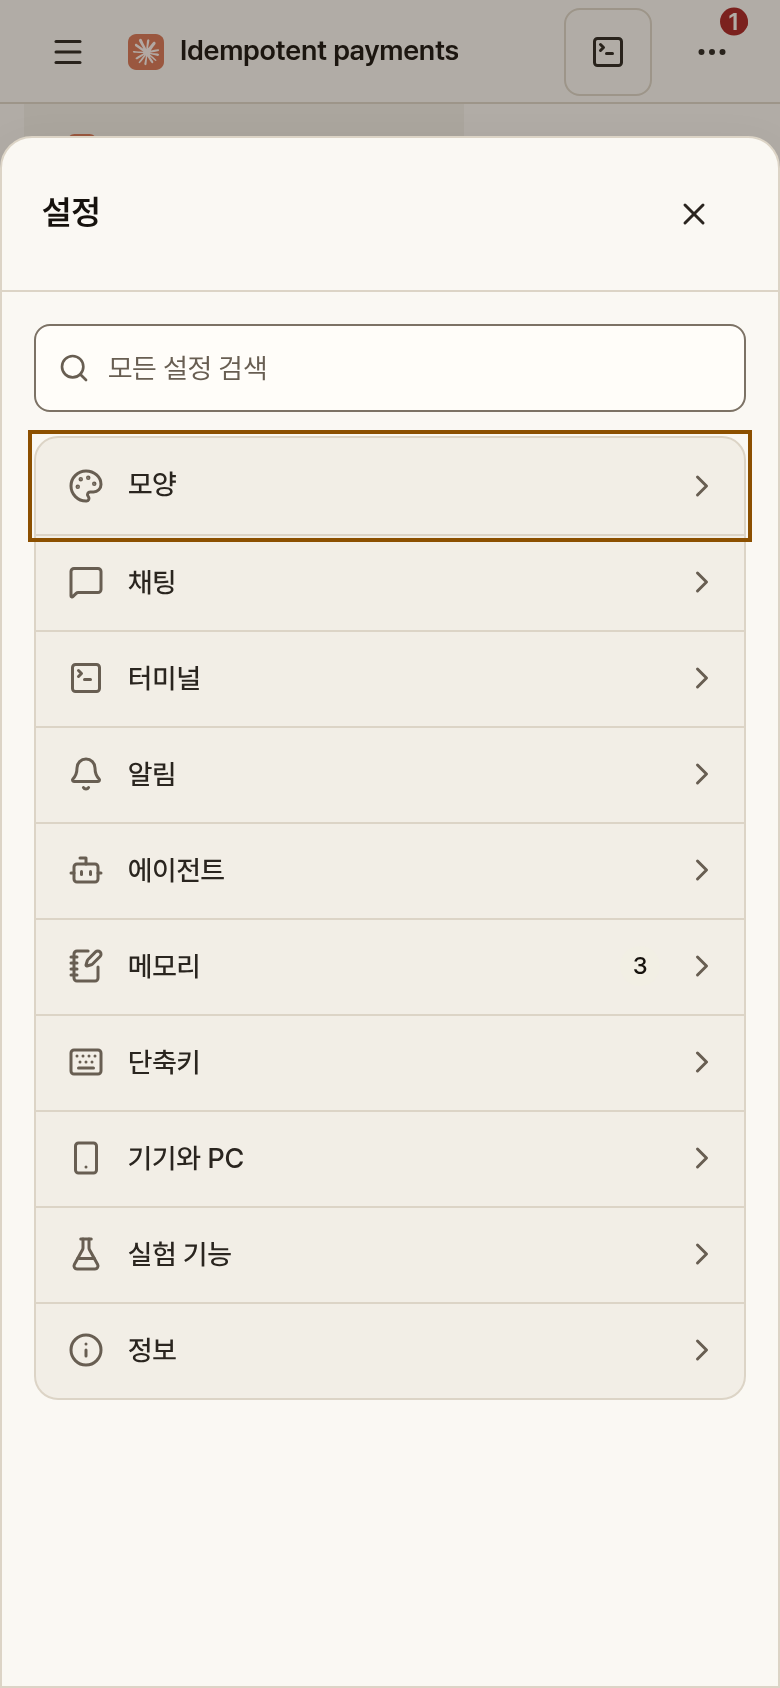 Idempotent payments
1
설정
모든 설정 검색
모양
채팅
터미널
알림
에이전트
메모리
3
단축키
기기와 PC
실험 기능
정보